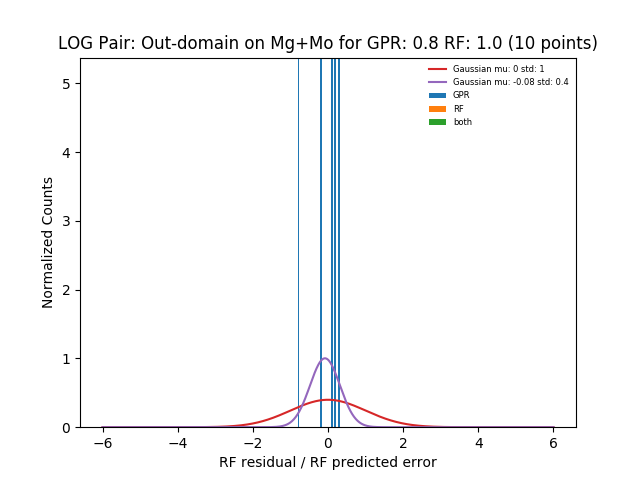 LOG Pair: Out-domain on Mg+Mo for GPR: 0.8 RF: 1.0 (10 points)
Gaussian mu: 0 std: 1
Gaussian mu: -0.08 std: 0.4
GPR
RF
both
Normalized Counts
5
4
3
2
1
0
−6 −4 −2 0 2 4 6
RF residual / RF predicted error